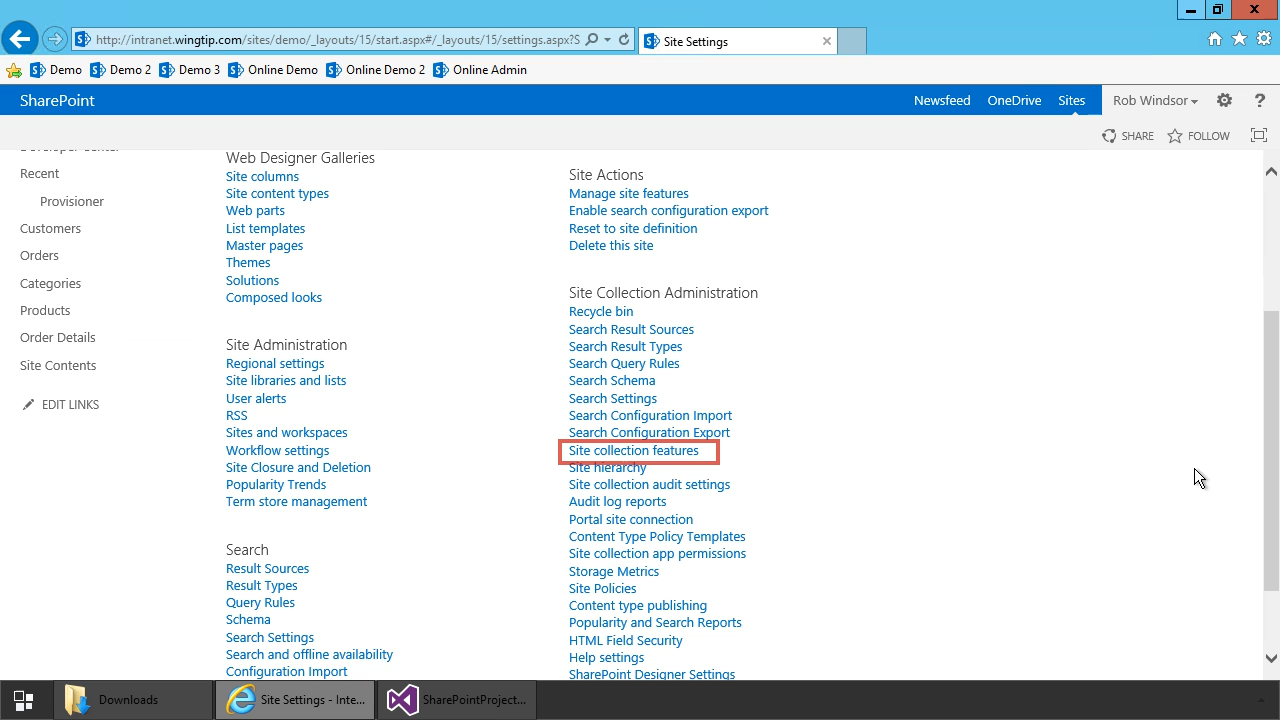 http://intranet.wingtip.com/sites/demo/_layouts/15/start.aspx#/_layouts/15/settings.aspx?S
Site Settings
Demo
Demo 2
Demo 3
Online Demo
Online Demo 2
Online Admin
SharePoint
Newsfeed
OneDrive
Sites
Rob Windsor
?
SHARE
FOLLOW
Recent
Provisioner
Customers
Orders
Categories
Products
Order Details
Site Contents
EDIT LINKS
Web Designer Galleries
Site columns
Site content types
Web parts
List templates
Master pages
Themes
Solutions
Composed looks
Site Administration
Regional settings
Site libraries and lists
User alerts
RSS
Sites and workspaces
Workflow settings
Site Closure and Deletion
Popularity Trends
Term store management
Search
Result Sources
Result Types
Query Rules
Schema
Search Settings
Search and offline availability
Configuration Import
Site Actions
Manage site features
Enable search configuration export
Reset to site definition
Delete this site
Site Collection Administration
Recycle bin
Search Result Sources
Search Result Types
Search Query Rules
Search Schema
Search Settings
Search Configuration Import
Search Configuration Export
Site collection features
Site hierarchy
Site collection audit settings
Audit log reports
Portal site connection
Content Type Policy Templates
Site collection app permissions
Storage Metrics
Site Policies
Content type publishing
Popularity and Search Reports
HTML Field Security
Help settings
SharePoint Designer Settings
Downloads
Site Settings - Inte...
SharePointProject...